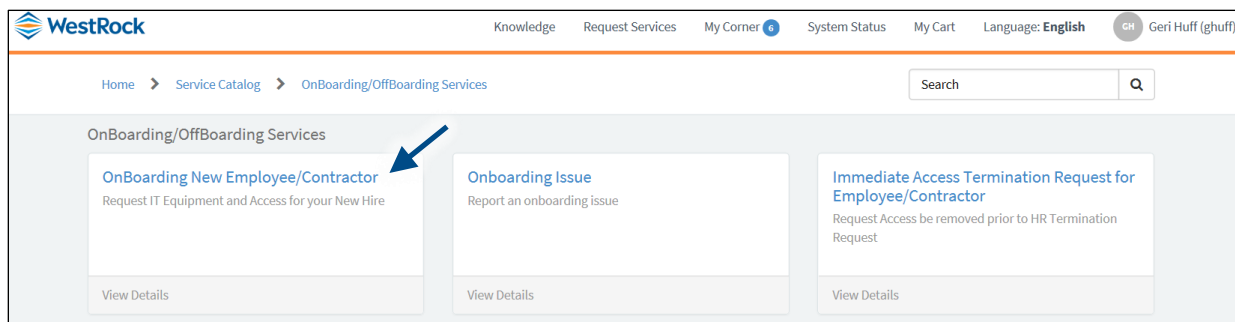 WestRock
Knowledge Request Services My Corner 6 System Status My Cart Language: English GH Geri Huff (ghuff)
Home > Service Catalog > OnBoarding/OffBoarding Services
Search
OnBoarding/OffBoarding Services
OnBoarding New Employee/Contractor
Request IT Equipment and Access for your New Hire
View Details
Onboarding Issue
Report an onboarding issue
View Details
Immediate Access Termination Request for
Employee/Contractor
Request Access be removed prior to HR Termination
Request
View Details